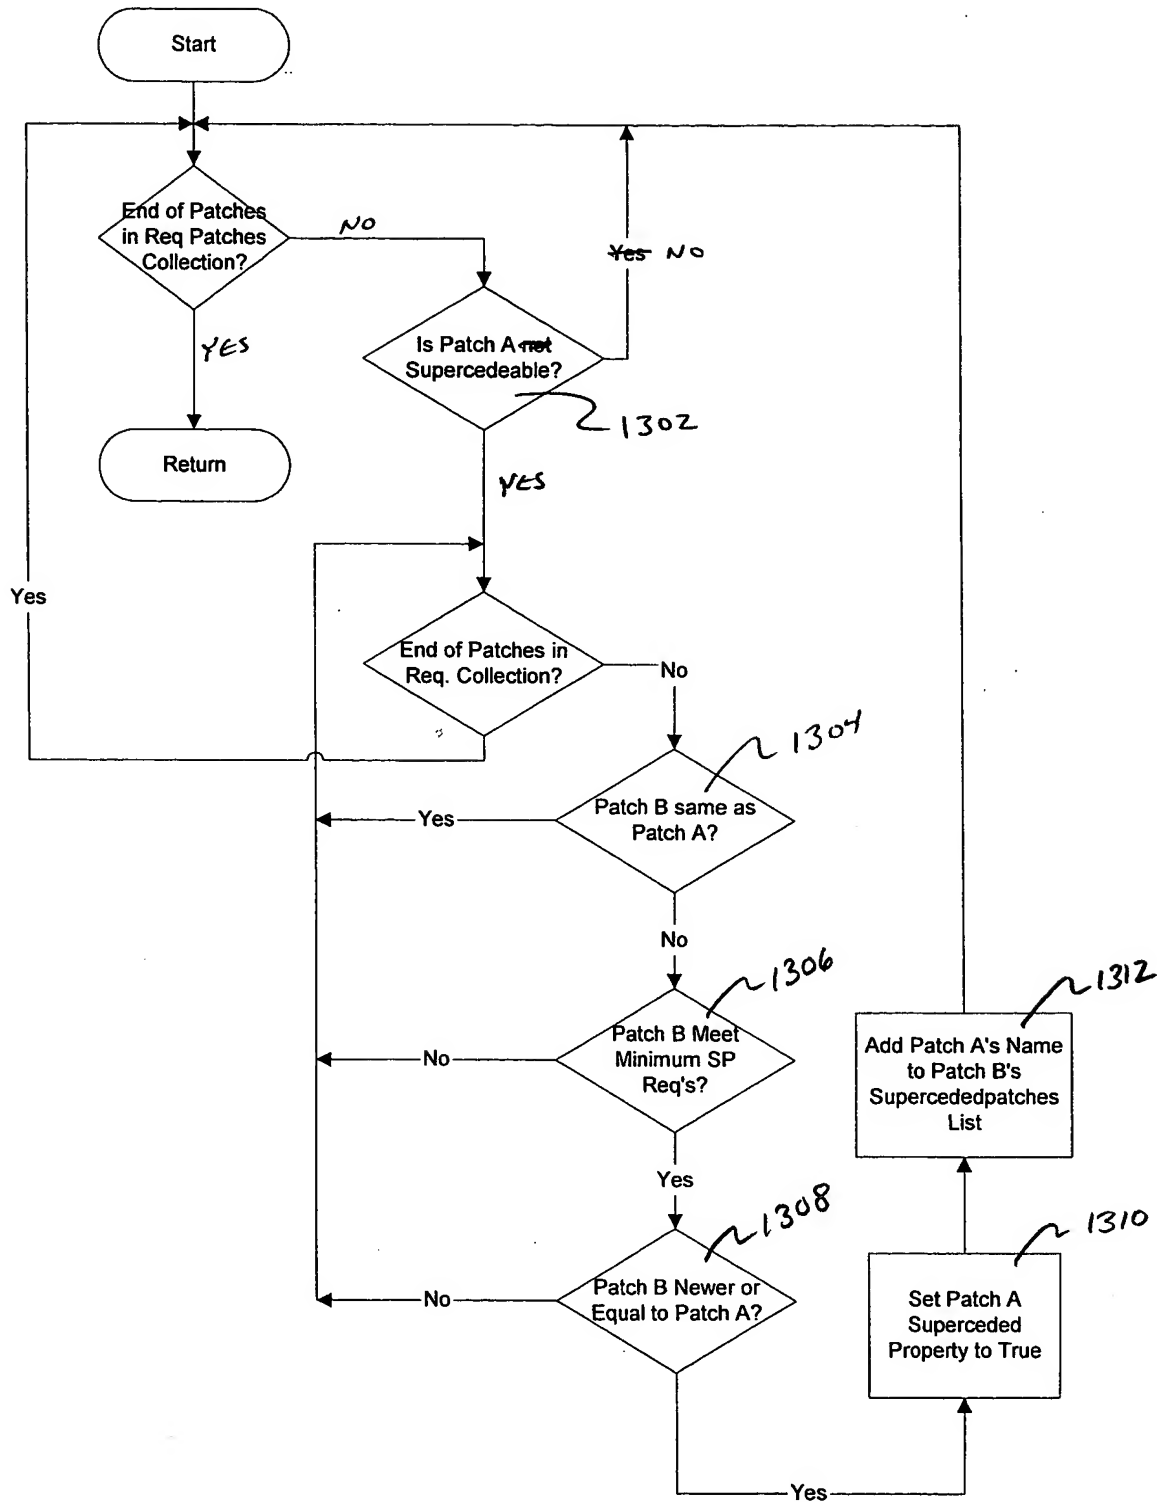 Start
End of Patches
in Req Patches
Collection?
NO
Yes NO
YES
Is Patch A not
Supercedeable?
1302
Return
YES
Yes
End of Patches in
Req. Collection?
No
1304
Patch B same as
Patch A?
Yes
No
1306
Patch B Meet
Minimum SP
Req's?
No
1312
Add Patch A's Name
to Patch B's
Supercededpatches
List
Yes
1308
Patch B Newer or
Equal to Patch A?
No
1310
Set Patch A
Superceded
Property to True
Yes